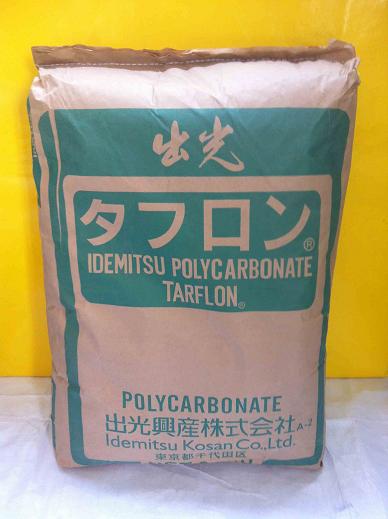 出光
タフロン®
IDEMITSU POLYCARBONATE
TARFLON®
POLYCARBONATE
出光興産株式会社 A-2
Idemitsu Kosan Co., Ltd.
東京都千代田区